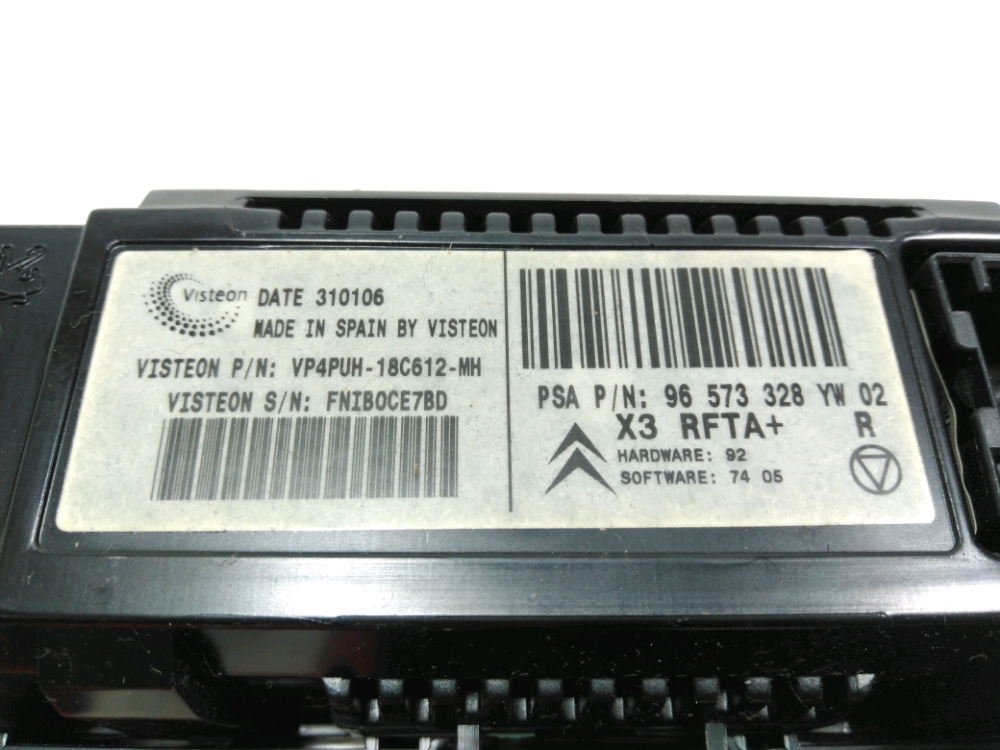 Visteon DATE 310106
MADE IN SPAIN BY VISTEON
VISTEON P/N: VP4PUH-18C612-MH
VISTEON S/N: FNIBOCE7BD
PSA P/N: 96 573 328 YW 02
X3 RFTA+ R
HARDWARE: 92
SOFTWARE: 74 05